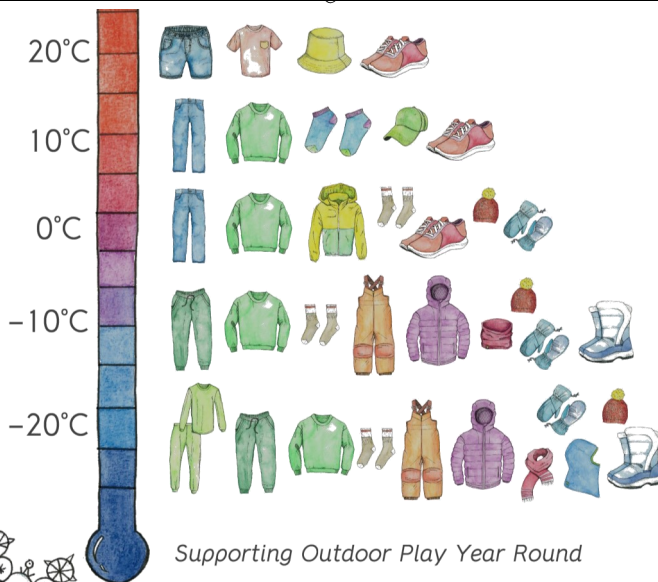 20°C
10°C
0°C
–10°C
–20°C
Supporting Outdoor Play Year Round